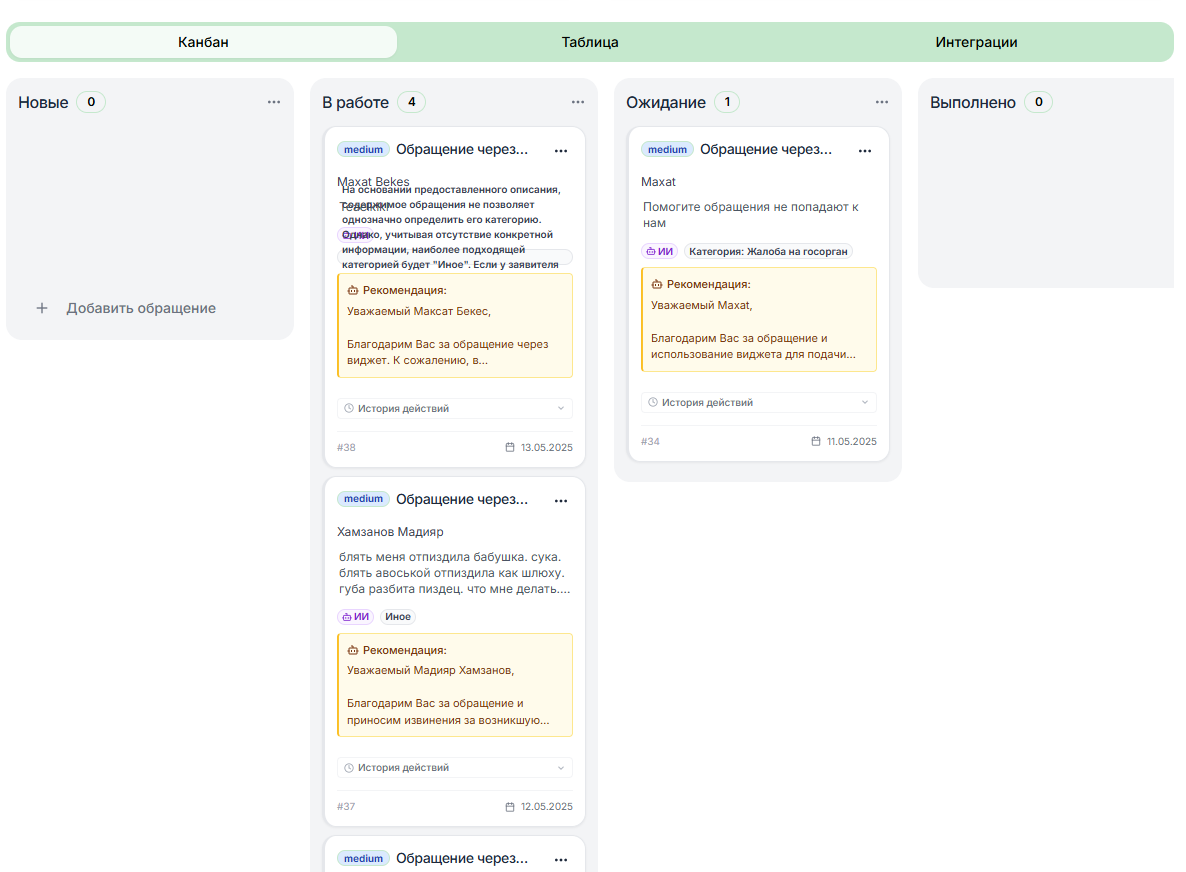 Канбан
Таблица
Интеграции
Новые 0
Добавить обращение
В работе 4
medium Обращение через...
Maxat Bekes
На основании предоставленного описания,
содержимое обращения не позволяет
однозначно определить его категорию.
Однако, учитывая отсутствие конкретной
информации, наиболее подходящей
категорией будет "Иное". Если у заявителя
ИИ
Рекомендация:
Уважаемый Максат Бекес,
Благодарим Вас за обращение через
виджет. К сожалению, в...
История действий
#38
13.05.2025
medium Обращение через...
Хамзанов Мадияр
блять меня отпиздила бабушка. сука.
блять авоськой отпиздила как шлюху.
губа разбита пиздец. что мне делать....
ИИ Иное
Рекомендация:
Уважаемый Мадияр Хамзанов,
Благодарим Вас за обращение и
приносим извинения за возникшую...
История действий
#37
12.05.2025
medium Обращение через...
Ожидание 1
medium Обращение через...
Maxat
Помогите обращения не попадают к
нам
ИИ Категория: Жалоба на госорган
Рекомендация:
Уважаемый Maxat,
Благодарим Вас за обращение и
использование виджета для подачи...
История действий
#34
11.05.2025
Выполнено 0